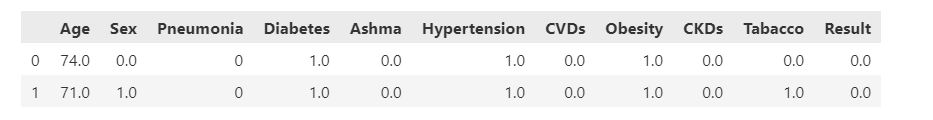 Age Sex Pneumonia Diabetes Ashma Hypertension CVDs Obesity CKDs Tabacco Result
0 74.0 0.0 0 1.0 0.0 1.0 0.0 1.0 0.0 0.0 0.0
1 71.0 1.0 0 1.0 0.0 1.0 0.0 1.0 0.0 1.0 0.0